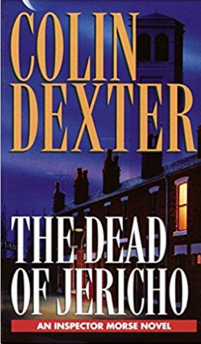 COLIN
DEXTER
THE DEAD
OF JERICHO
AN INSPECTOR MORSE NOVEL